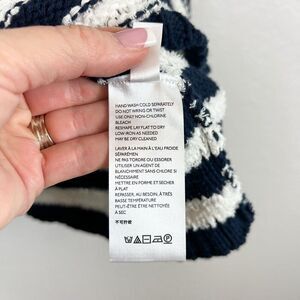 HAND WASH COLD SEPARATELY
DO NOT WRING OR TWIST
USE ONLY NON-CHLORINE
BLEACH
RESHAPE LAY FLAT TO DRY
LOW IRON AS NEEDED
MAY BE DRY CLEANED
LAVER À LA MAIN À L'EAU FROIDE
SÉPARÉMENT
NE PAS TORDRE OU ESSORER
UTILISER UN AGENT DE
BLANCHIMENT SANS CHLORE SI
NÉCESSAIRE
METTRE EN FORME ET SÉCHER
À PLAT
REPASSER, AU BESOIN, À TRÈS
BASSE TEMPÉRATURE
PEUT-ÊTRE ÊTRE NETTOYÉE
À SEC